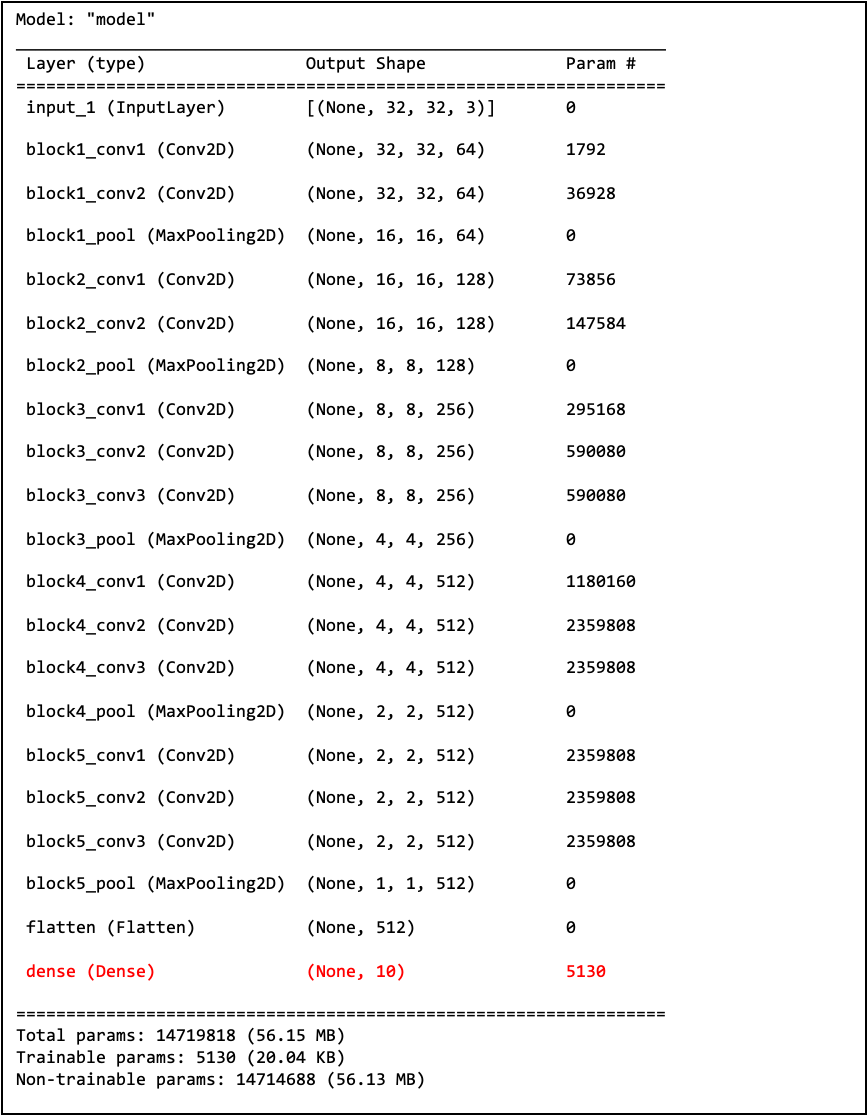 Model: "model"
Layer (type) Output Shape Param #
input_1 (InputLayer) [(None, 32, 32, 3)] 0
block1_conv1 (Conv2D) (None, 32, 32, 64) 1792
block1_conv2 (Conv2D) (None, 32, 32, 64) 36928
block1_pool (MaxPooling2D) (None, 16, 16, 64) 0
block2_conv1 (Conv2D) (None, 16, 16, 128) 73856
block2_conv2 (Conv2D) (None, 16, 16, 128) 147584
block2_pool (MaxPooling2D) (None, 8, 8, 128) 0
block3_conv1 (Conv2D) (None, 8, 8, 256) 295168
block3_conv2 (Conv2D) (None, 8, 8, 256) 590080
block3_conv3 (Conv2D) (None, 8, 8, 256) 590080
block3_pool (MaxPooling2D) (None, 4, 4, 256) 0
block4_conv1 (Conv2D) (None, 4, 4, 512) 1180160
block4_conv2 (Conv2D) (None, 4, 4, 512) 2359808
block4_conv3 (Conv2D) (None, 4, 4, 512) 2359808
block4_pool (MaxPooling2D) (None, 2, 2, 512) 0
block5_conv1 (Conv2D) (None, 2, 2, 512) 2359808
block5_conv2 (Conv2D) (None, 2, 2, 512) 2359808
block5_conv3 (Conv2D) (None, 2, 2, 512) 2359808
block5_pool (MaxPooling2D) (None, 1, 1, 512) 0
flatten (Flatten) (None, 512) 0
dense (Dense) (None, 10) 5130
Total params: 14719818 (56.15 MB)
Trainable params: 5130 (20.04 KB)
Non-trainable params: 14714688 (56.13 MB)